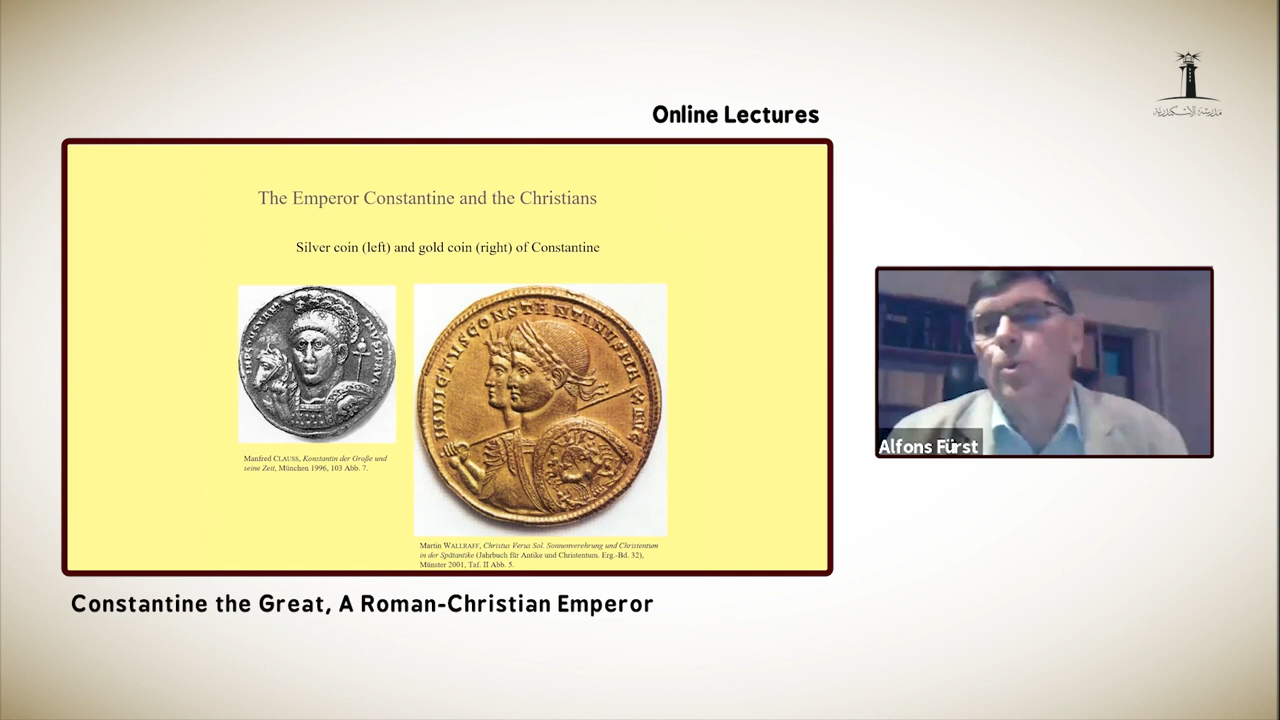 Online Lectures
مدرسة الإسكندرية
The Emperor Constantine and the Christians
Silver coin (left) and gold coin (right) of Constantine
INVICTVSCONSTANTINVSMAXAVG
Manfred CLAUSS, Konstantin der Große und
seine Zeit, München 1996, 103 Abb. 7.
Martin WALLRAFF, Christus Verus Sol. Sonnenverehrung und Christentum
in der Spätantike (Jahrbuch für Antike und Christentum. Erg.-Bd. 32),
Münster 2001, Taf. II Abb. 5.
Alfons Fürst
Constantine the Great, A Roman-Christian Emperor